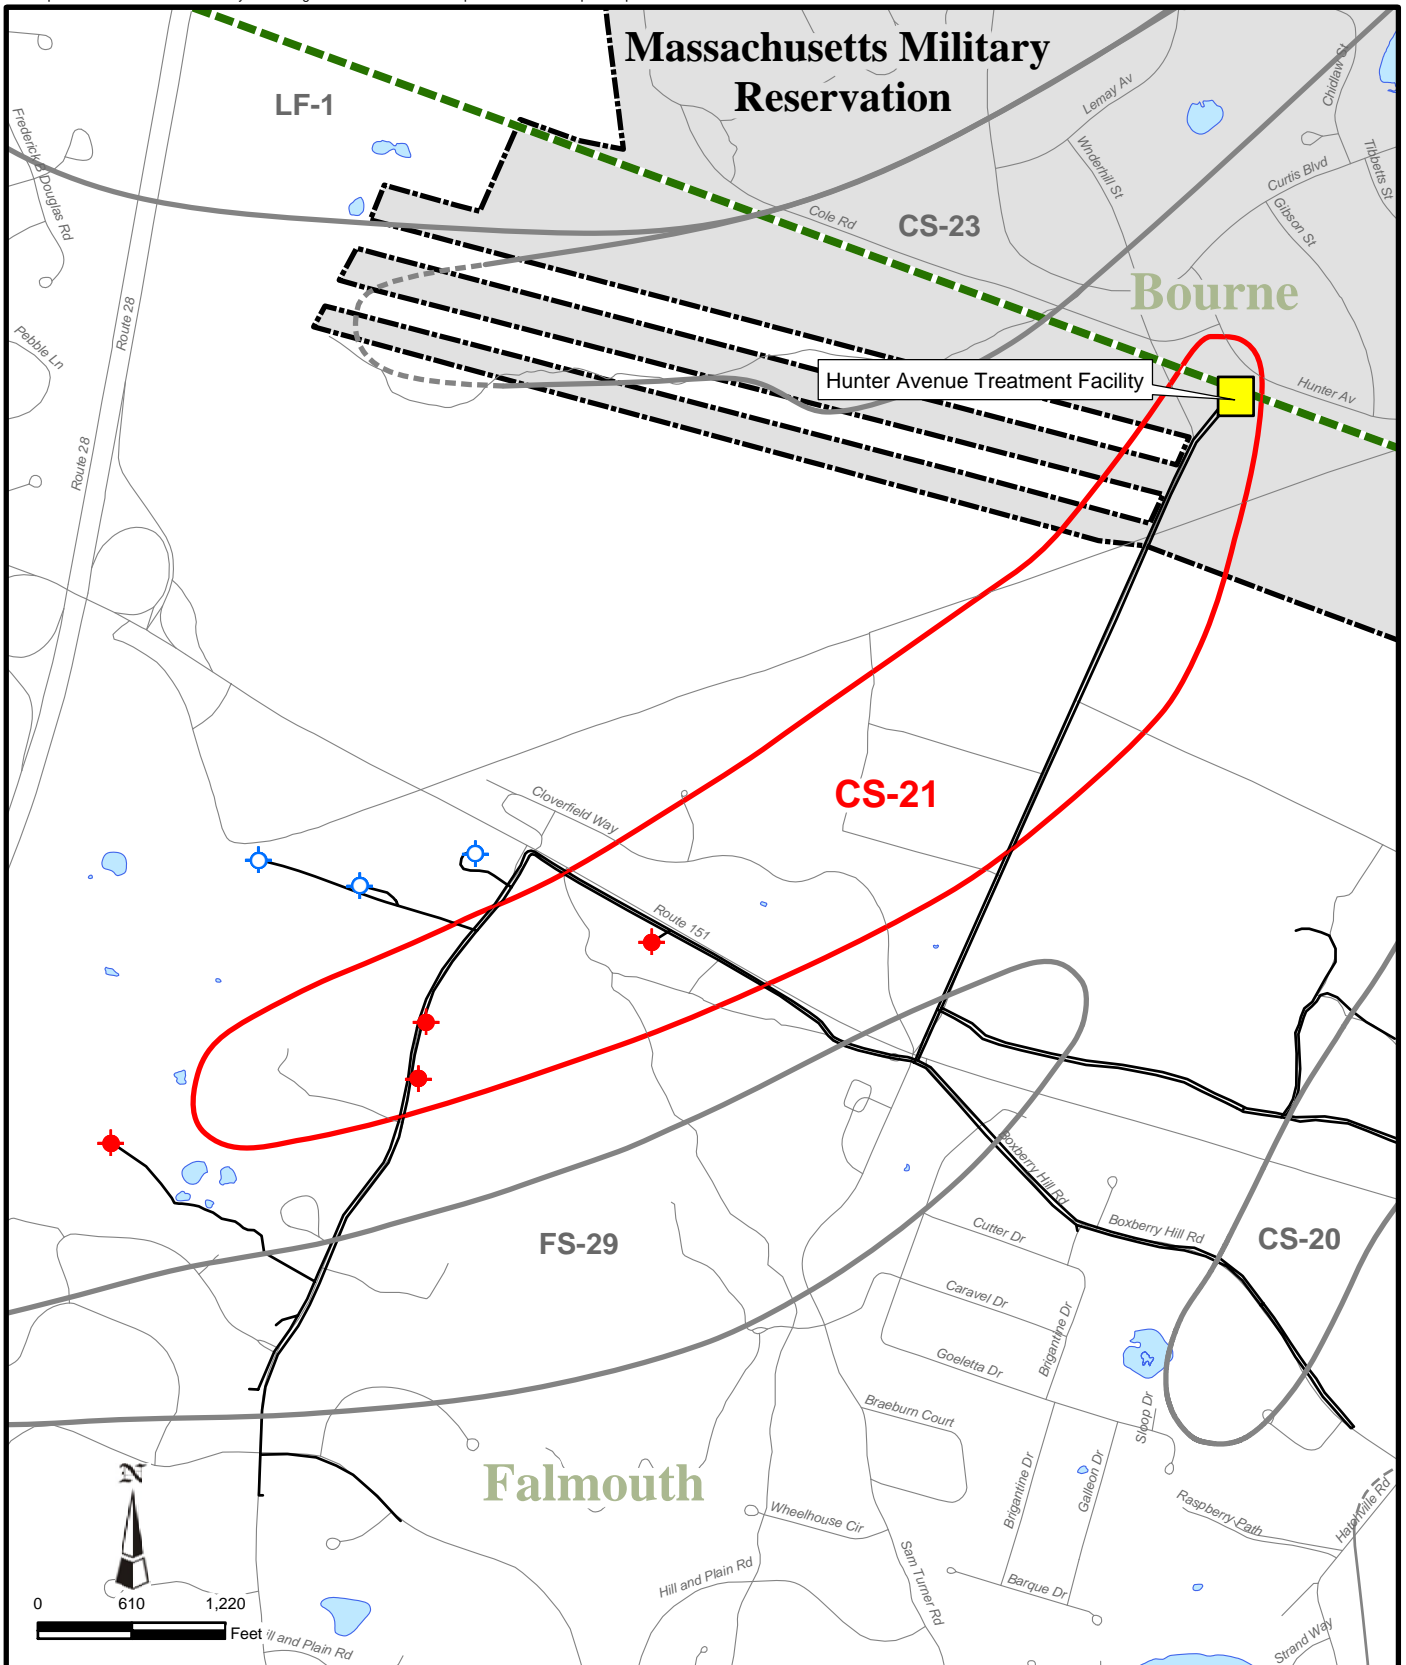 Massachusetts Military
Reservation
LF-1
Lemay Av
Chidlaw St
Frederick B Douglas Rd
Wnderhill St
Tibbetts St
Curtis Blvd
Gibson St
Cole Rd
CS-23
Bourne
Route 28
Pebble Ln
Hunter Avenue Treatment Facility
Hunter Av
Route 28
CS-21
Cloverfield Way
Route 151
Boxberry Hill Rd
Boxberry Hill Rd
Cutter Dr
FS-29
CS-20
Caravel Dr
Brigantine Dr
Goeletta Dr
Braeburn Court
Sloop Dr
Falmouth
Brigantine Dr
Galleon Dr
Raspberry Path
Hatchville Rd
Wheelhouse Cir
Sam Turner Rd
Hill and Plain Rd
Barque Dr
N
0 610 1,220
Feet
ill and Plain Rd
Strand Way